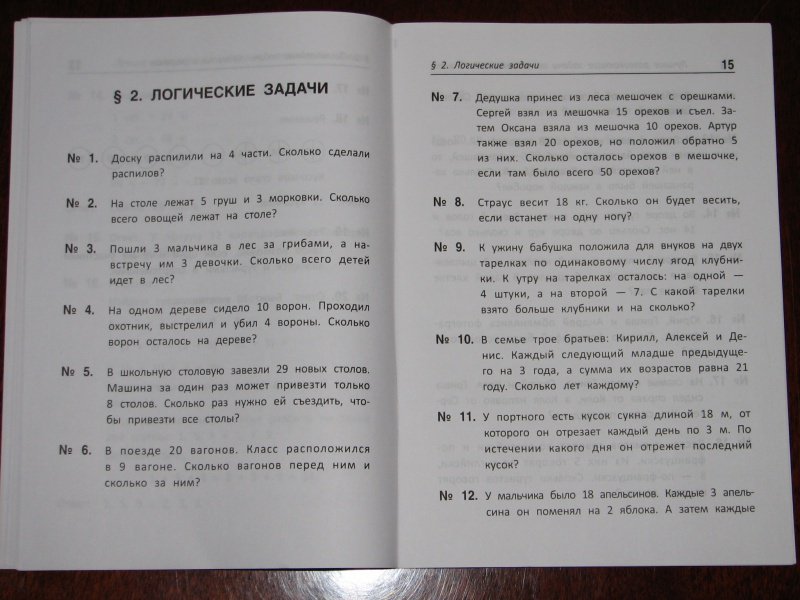 § 2. ЛОГИЧЕСКИЕ ЗАДАЧИ
№ 1. Доску распилили на 4 части. Сколько сделали
распилов?
№ 2. На столе лежат 5 груш и 3 морковки. Сколько
всего овощей лежат на столе?
№ 3. Пошли 3 мальчика в лес за грибами, а на-
встречу им 3 девочки. Сколько всего детей
идет в лес?
№ 4. На одном дереве сидело 10 ворон. Проходил
охотник, выстрелил и убил 4 вороны. Сколько
ворон осталось на дереве?
№ 5. В школьную столовую завезли 29 новых столов.
Машина за один раз может привезти только
8 столов. Сколько раз нужно ей съездить, что-
бы привезти все столы?
№ 6. В поезде 20 вагонов. Класс расположился
в 9 вагоне. Сколько вагонов перед ним и
сколько за ним?
§ 2. Логические задачи 15
№ 7. Дедушка принес из леса мешочек с орешками.
Сергей взял из мешочка 15 орехов и съел. За-
тем Оксана взяла из мешочка 10 орехов. Артур
также взял 20 орехов, но положил обратно 5
из них. Сколько осталось орехов в мешочке,
если там было всего 50 орехов?
№ 8. Страус весит 18 кг. Сколько он будет весить,
если встанет на одну ногу?
№ 9. К ужину бабушка положила для внуков на двух
тарелках по одинаковому числу ягод клубни-
ки. К утру на тарелках осталось: на одной —
4 штуки, а на второй — 7. С какой тарелки
взято больше клубники и на сколько?
№ 10. В семье трое братьев: Кирилл, Алексей и Де-
нис. Каждый следующий младше предыдуще-
го на 3 года, а сумма их возрастов равна 21
году. Сколько лет каждому?
№ 11. У портного есть кусок сукна длиной 18 м, от
которого он отрезает каждый день по 3 м. По
истечении какого дня он отрежет последний
кусок?
№ 12. У мальчика было 18 апельсинов. Каждые 3 апель-
сина он поменял на 2 яблока. А затем каждые